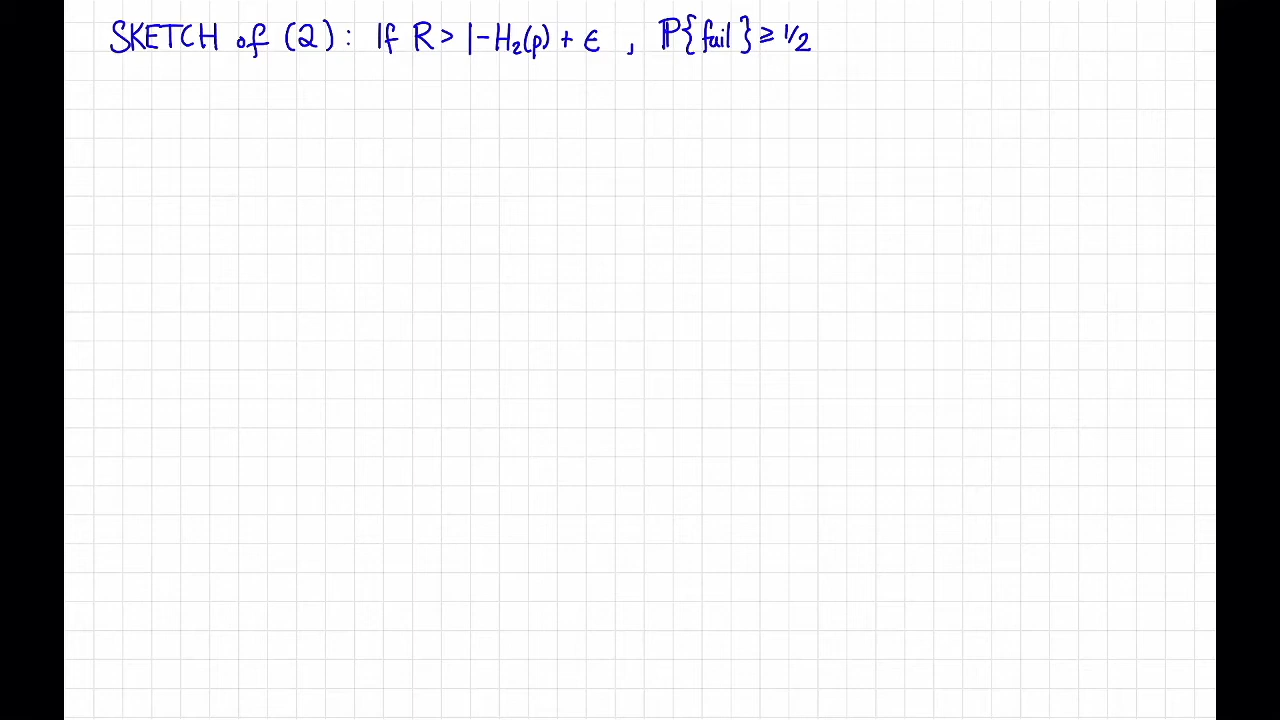 SKETCH of (2): If R > 1-H₂(p) + ε , ℙ{fail} ≥ 1/2